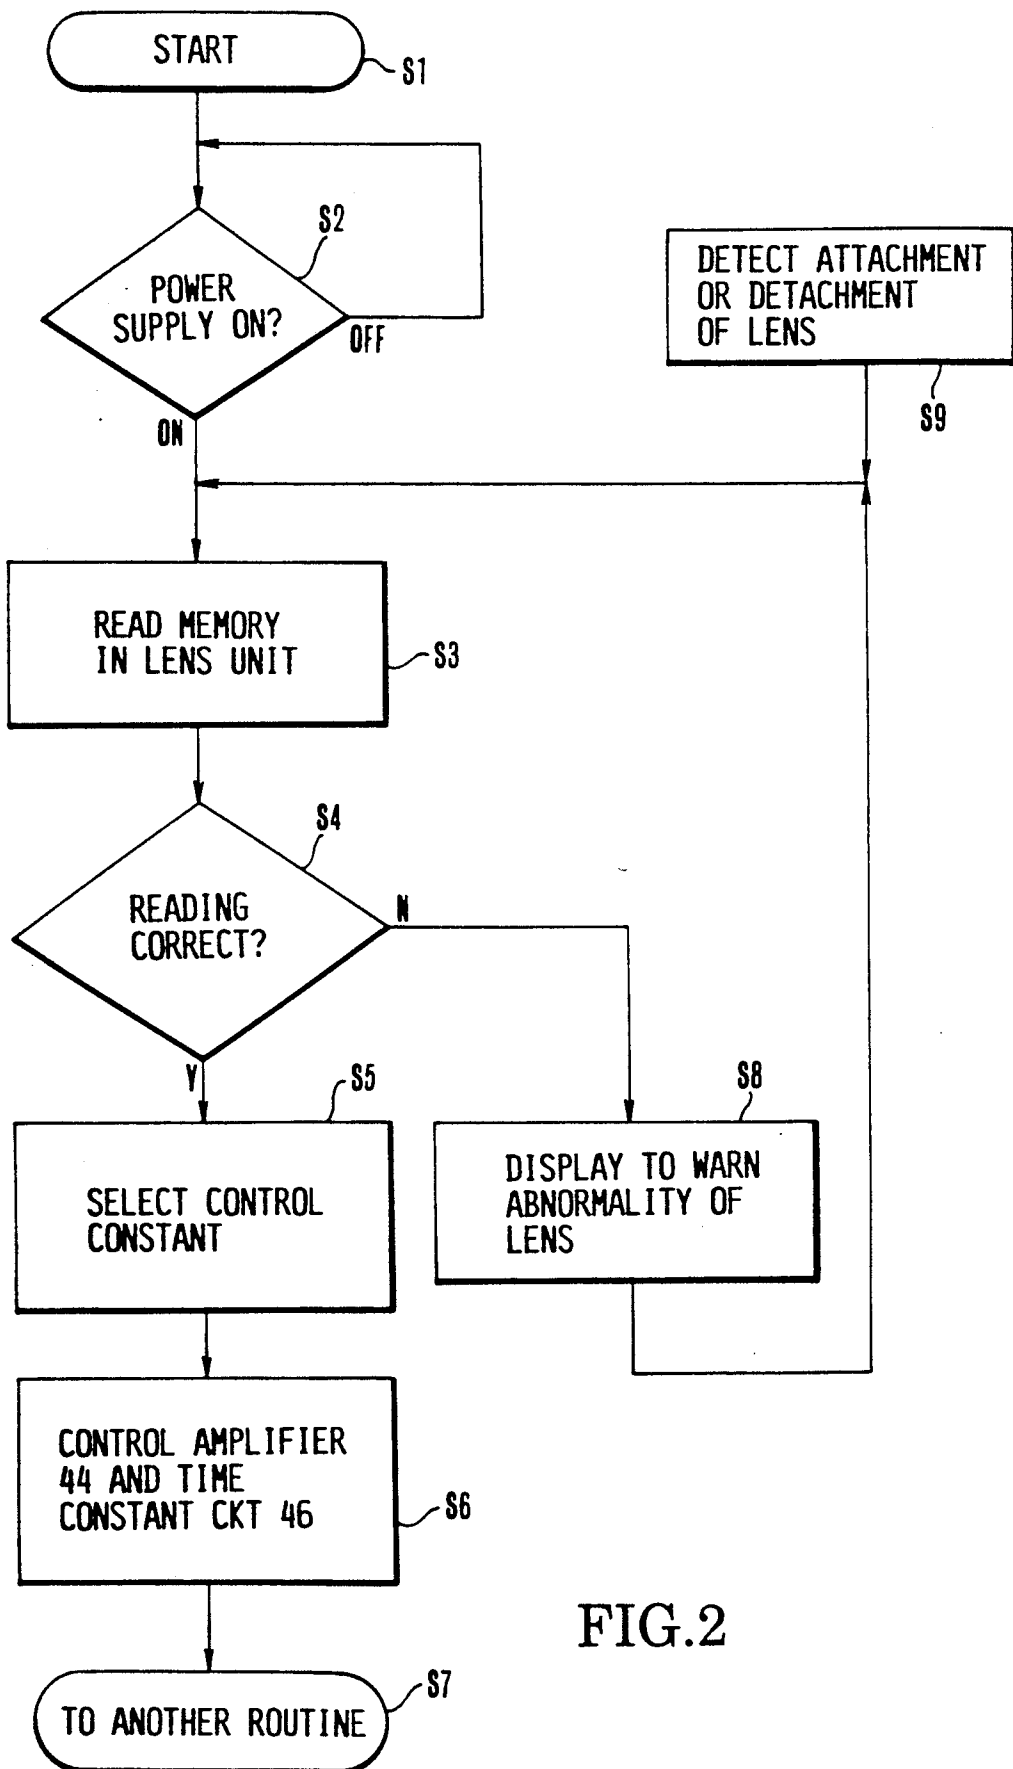 START
S1
S2
POWER
SUPPLY ON?
OFF
ON
DETECT ATTACHMENT
OR DETACHMENT
OF LENS
S9
READ MEMORY
IN LENS UNIT
S3
S4
READING
CORRECT?
N
Y
S5
SELECT CONTROL
CONSTANT
S8
DISPLAY TO WARN
ABNORMALITY OF
LENS
CONTROL AMPLIFIER
44 AND TIME
CONSTANT CKT 46
S6
FIG.2
S7
TO ANOTHER ROUTINE